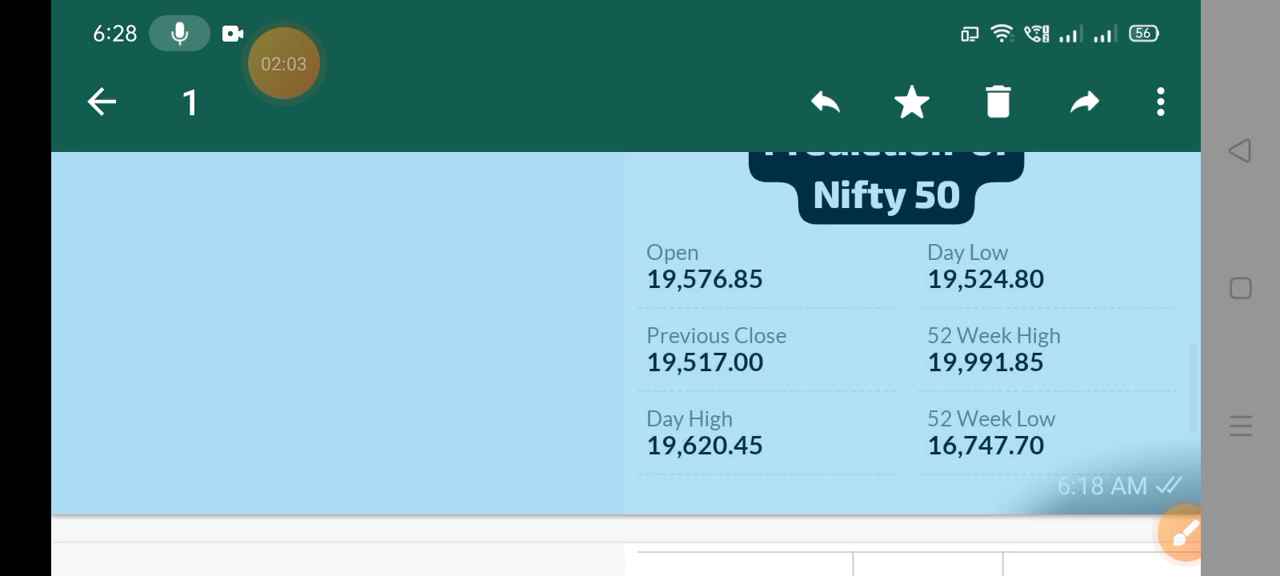 6:28
56
02:03
1
Prediction of
Nifty 50
Open
19,576.85
Day Low
19,524.80
Previous Close
19,517.00
52 Week High
19,991.85
Day High
19,620.45
52 Week Low
16,747.70
6:18 AM